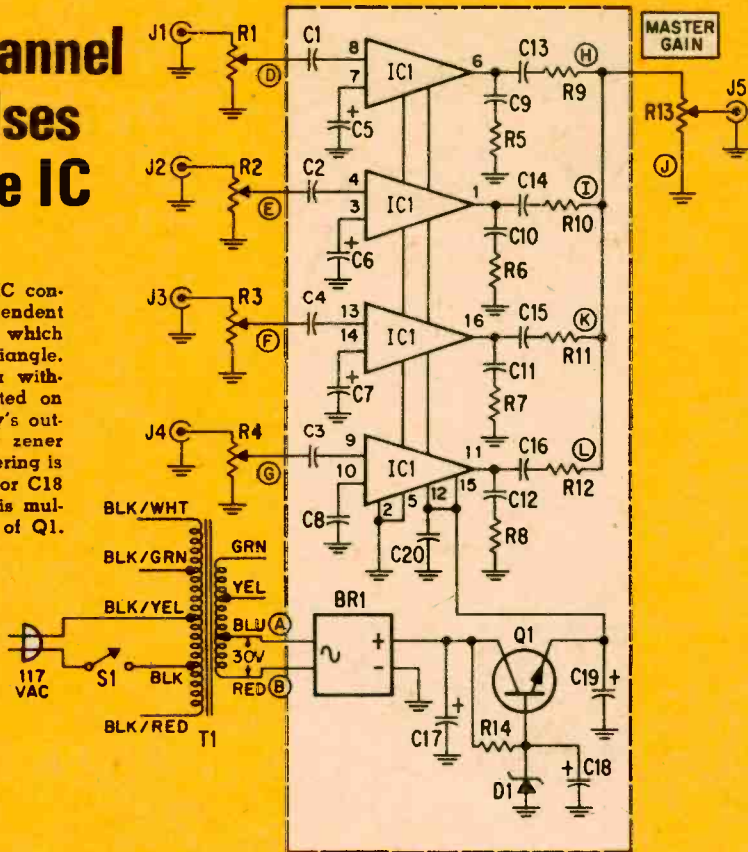 annel
ses
e IC
C con-
endent
which
iangle.
with-
ted on
y's out-
zener
ering is
or C18
is mul-
of Q1.
J1 R1 C1 8 7 IC1 6 C13 H R9 MASTER
GAIN
D C5 C9 R5 R13 J5
J
J2 R2 C2 4 3 IC1 1 C14 I R10
E C6 C10 R6
J3 R3 C4 13 14 IC1 16 C15 K R11
F C7 C11 R7
J4 R4 C3 9 10 IC1 11 C16 L R12
G C8 2 5 12 15 C20 C12 R8
BLK/WHT
BLK/GRN GRN
YEL
BLK/YEL BLU A BR1 + Q1
117
VAC S1 30V ~ - C19 +
BLK RED B + R14
BLK/RED C17 + C18
T1 D1